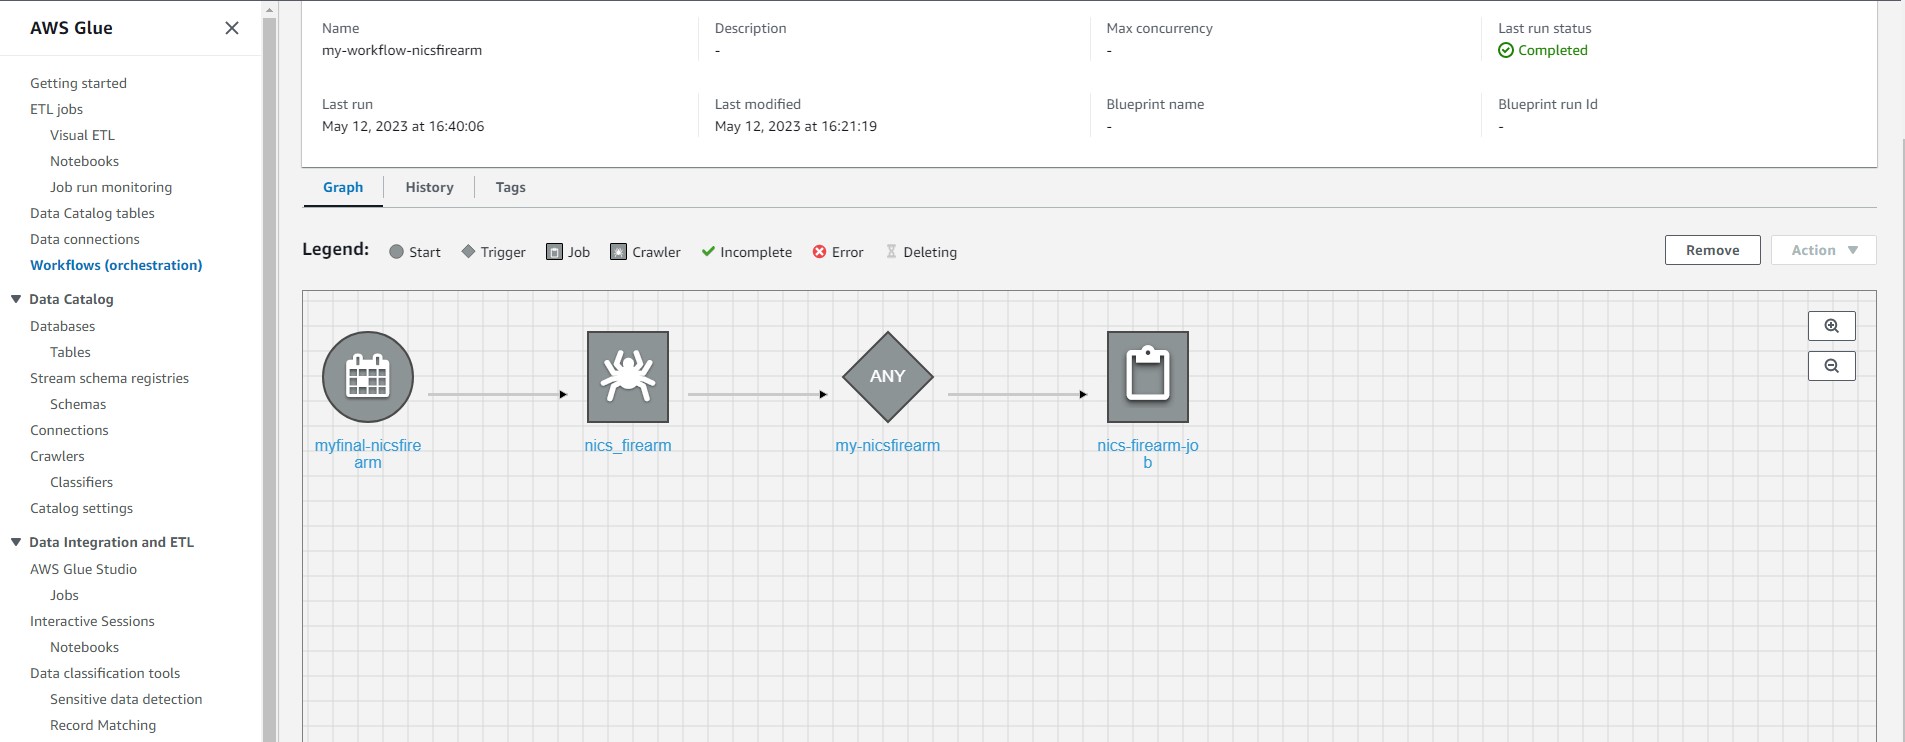 AWS Glue
Getting started
ETL jobs
Visual ETL
Notebooks
Job run monitoring
Data Catalog tables
Data connections
Workflows (orchestration)
Data Catalog
Databases
Tables
Stream schema registries
Schemas
Connections
Crawlers
Classifiers
Catalog settings
Data Integration and ETL
AWS Glue Studio
Jobs
Interactive Sessions
Notebooks
Data classification tools
Sensitive data detection
Record Matching
Name
my-workflow-nicsfirearm
Description
-
Max concurrency
-
Last run status
Completed
Last run
May 12, 2023 at 16:40:06
Last modified
May 12, 2023 at 16:21:19
Blueprint name
-
Blueprint run Id
-
Graph History Tags
Legend: Start Trigger Job Crawler Incomplete Error Deleting
Remove Action
ANY
myfinal-nicsfire
arm
nics_firearm
my-nicsfirearm
nics-firearm-jo
b